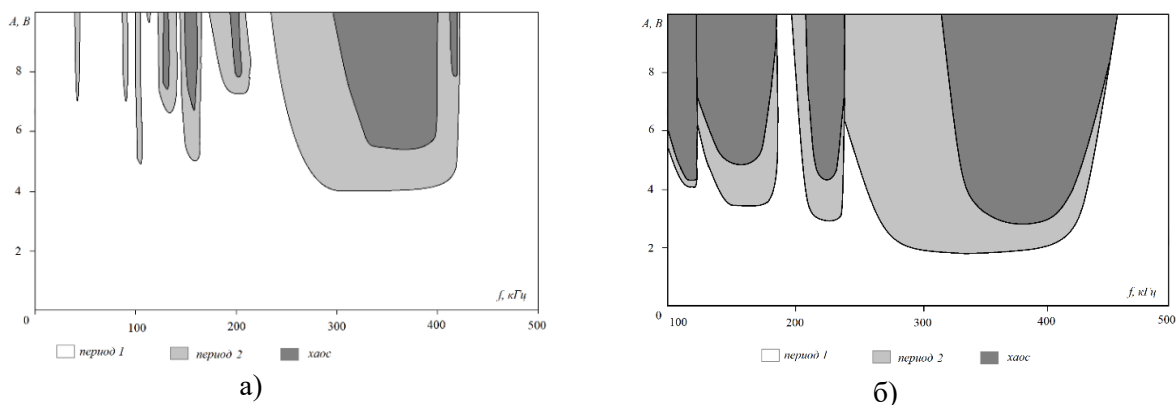 A, В
8
6
4
2
0
100
200
300
400
500
f, кГц
период 1
период 2
хаос
а)
A, В
8
6
4
2
0
100
200
300
400
500
f, кГц
период 1
период 2
хаос
б)